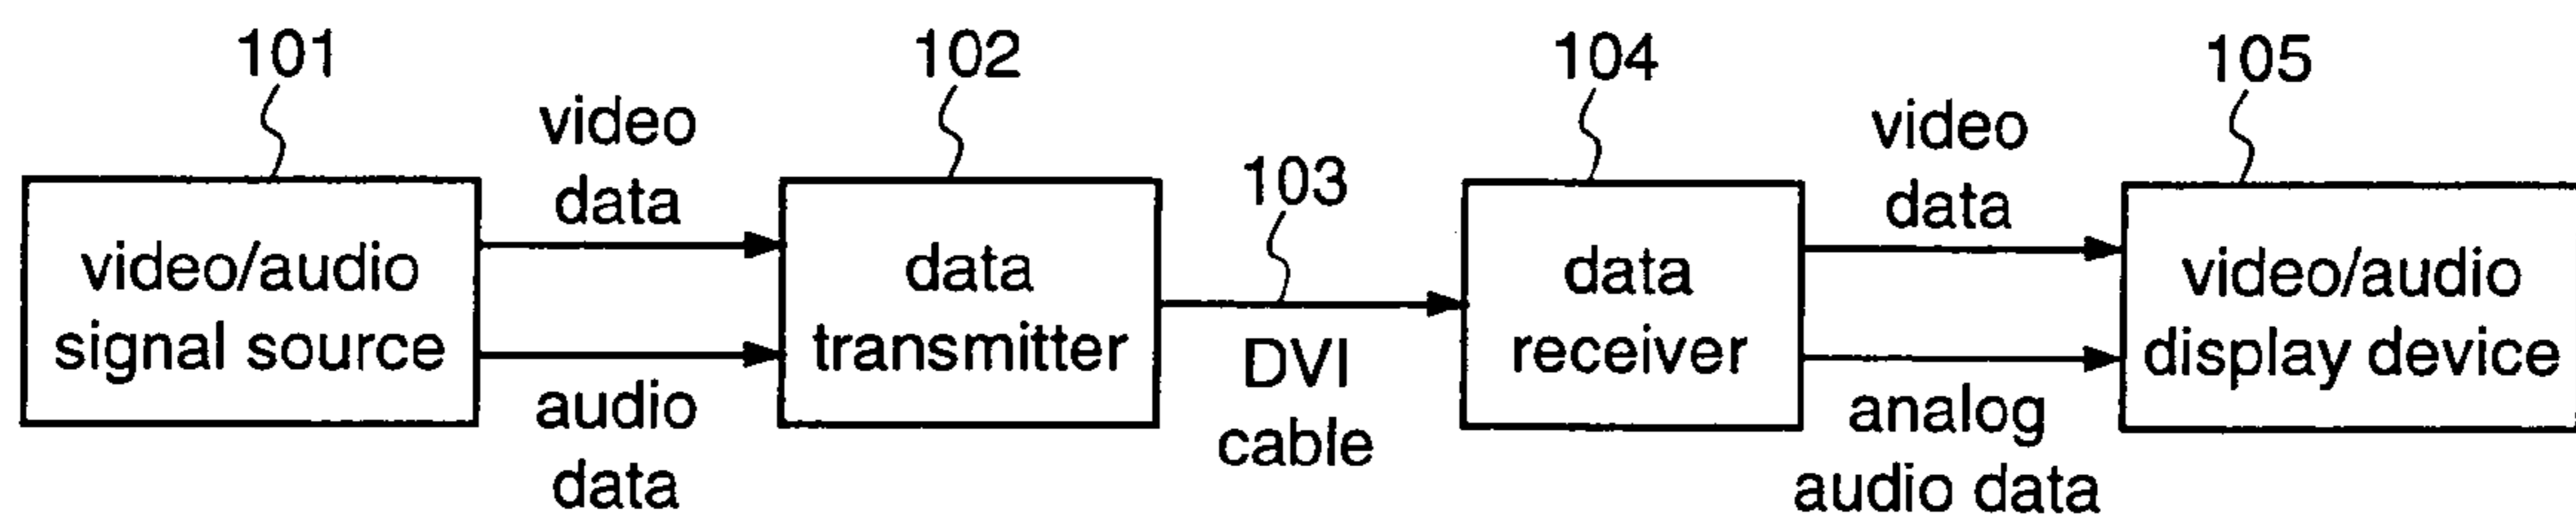 101
102
103
104
105
video/audio
signal source
video
data
audio
data
data
transmitter
DVI
cable
data
receiver
video
data
analog
audio data
video/audio
display device